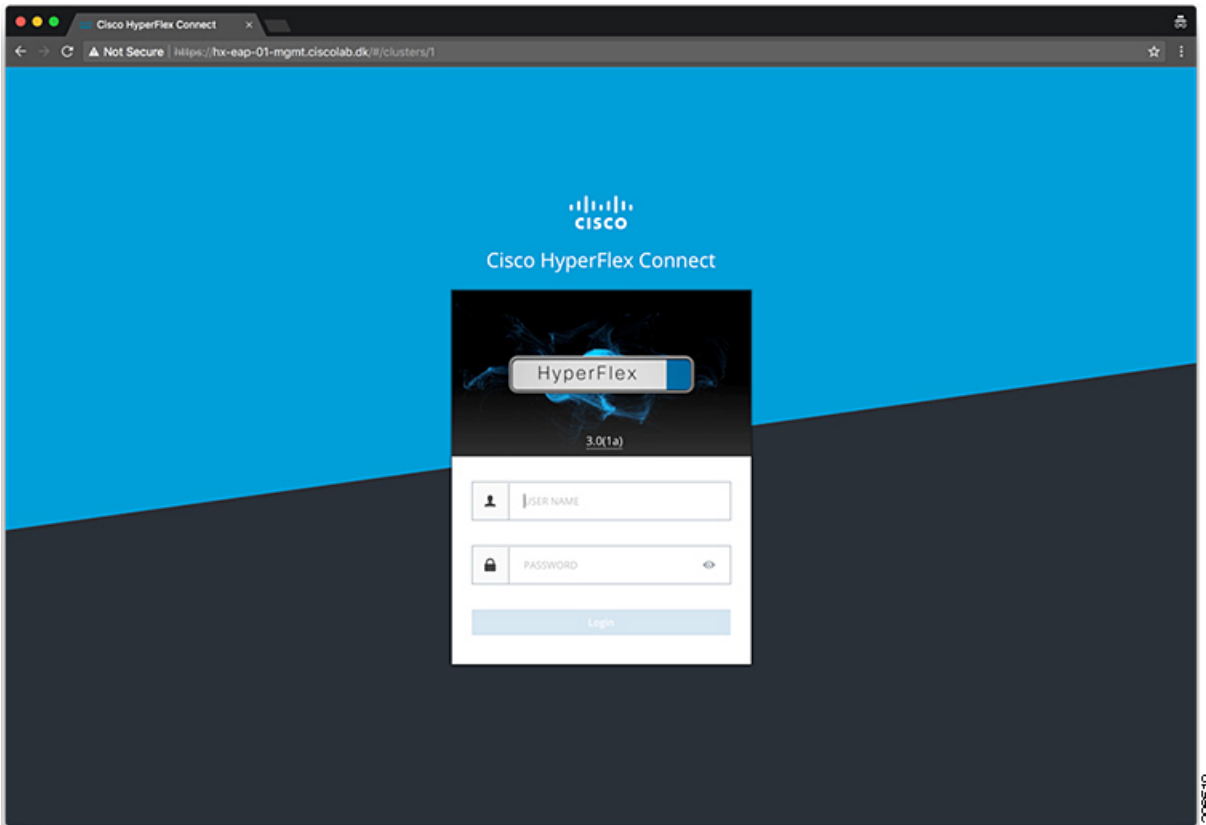 Cisco HyperFlex Connect
Not Secure | https://hx-eap-01-mgmt.ciscolab.dk/#/clusters/1
CISCO
Cisco HyperFlex Connect
HyperFlex
3.0(1a)
USER NAME
PASSWORD
Login